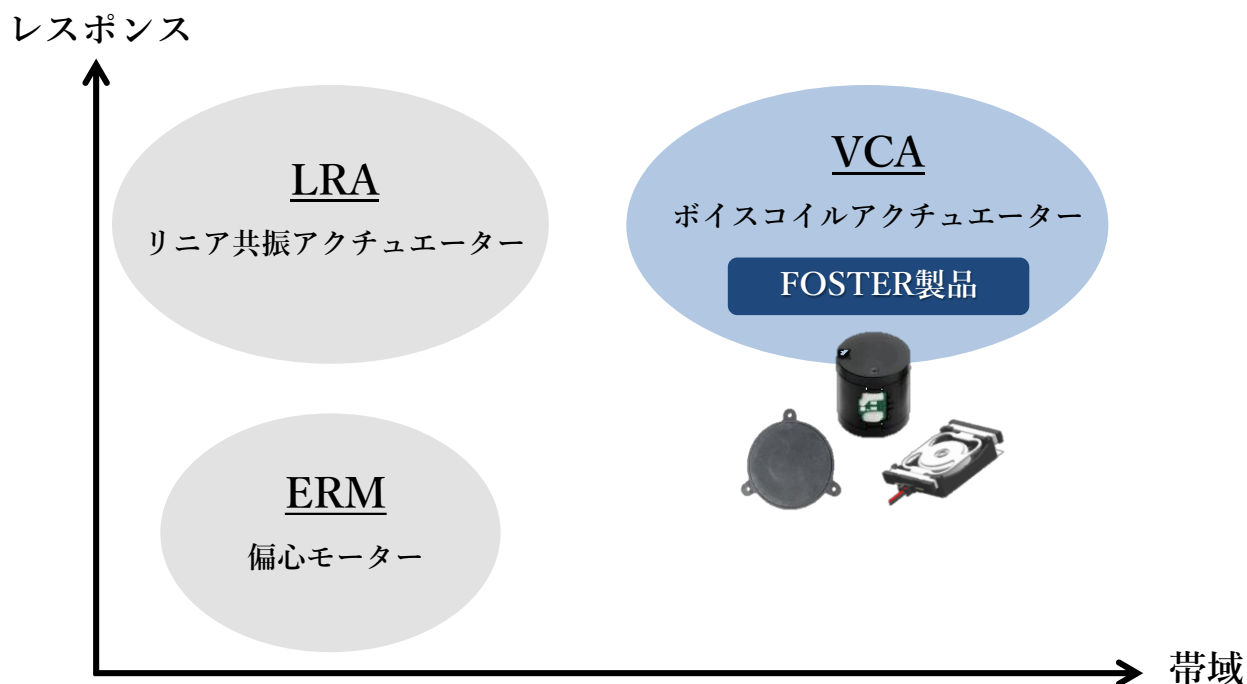 レスポンス
LRA
リニア共振アクチュエーター
VCA
ボイスコイルアクチュエーター
FOSTER製品
ERM
偏心モーター
帯域